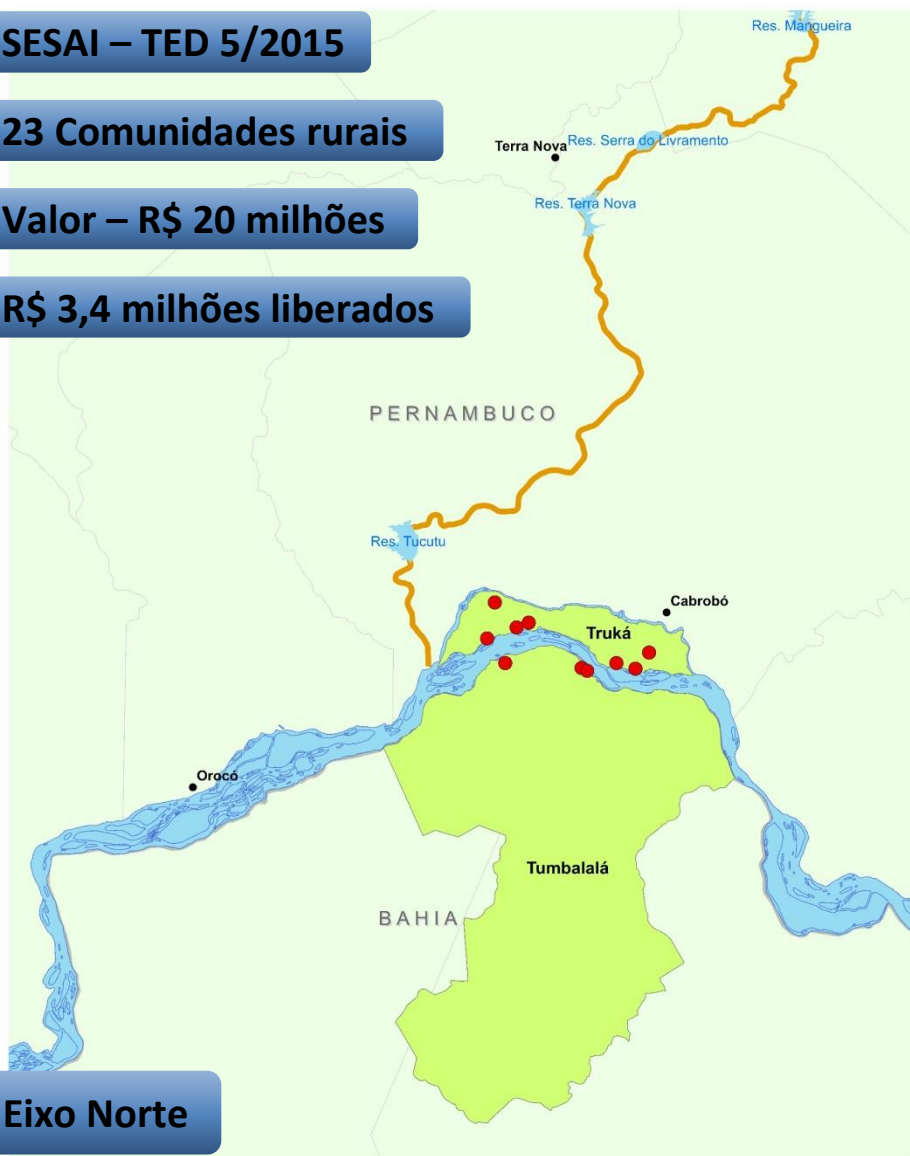 SESAI – TED 5/2015
Res. Mangueira
23 Comunidades rurais
Terra Nova
Res. Serra do Livramento
Valor – R$ 20 milhões
Res. Terra Nova
R$ 3,4 milhões liberados
PERNAMBUCO
Res. Tucutu
Cabrobó
Truká
Orocó
Tumbalalá
BAHIA
Eixo Norte